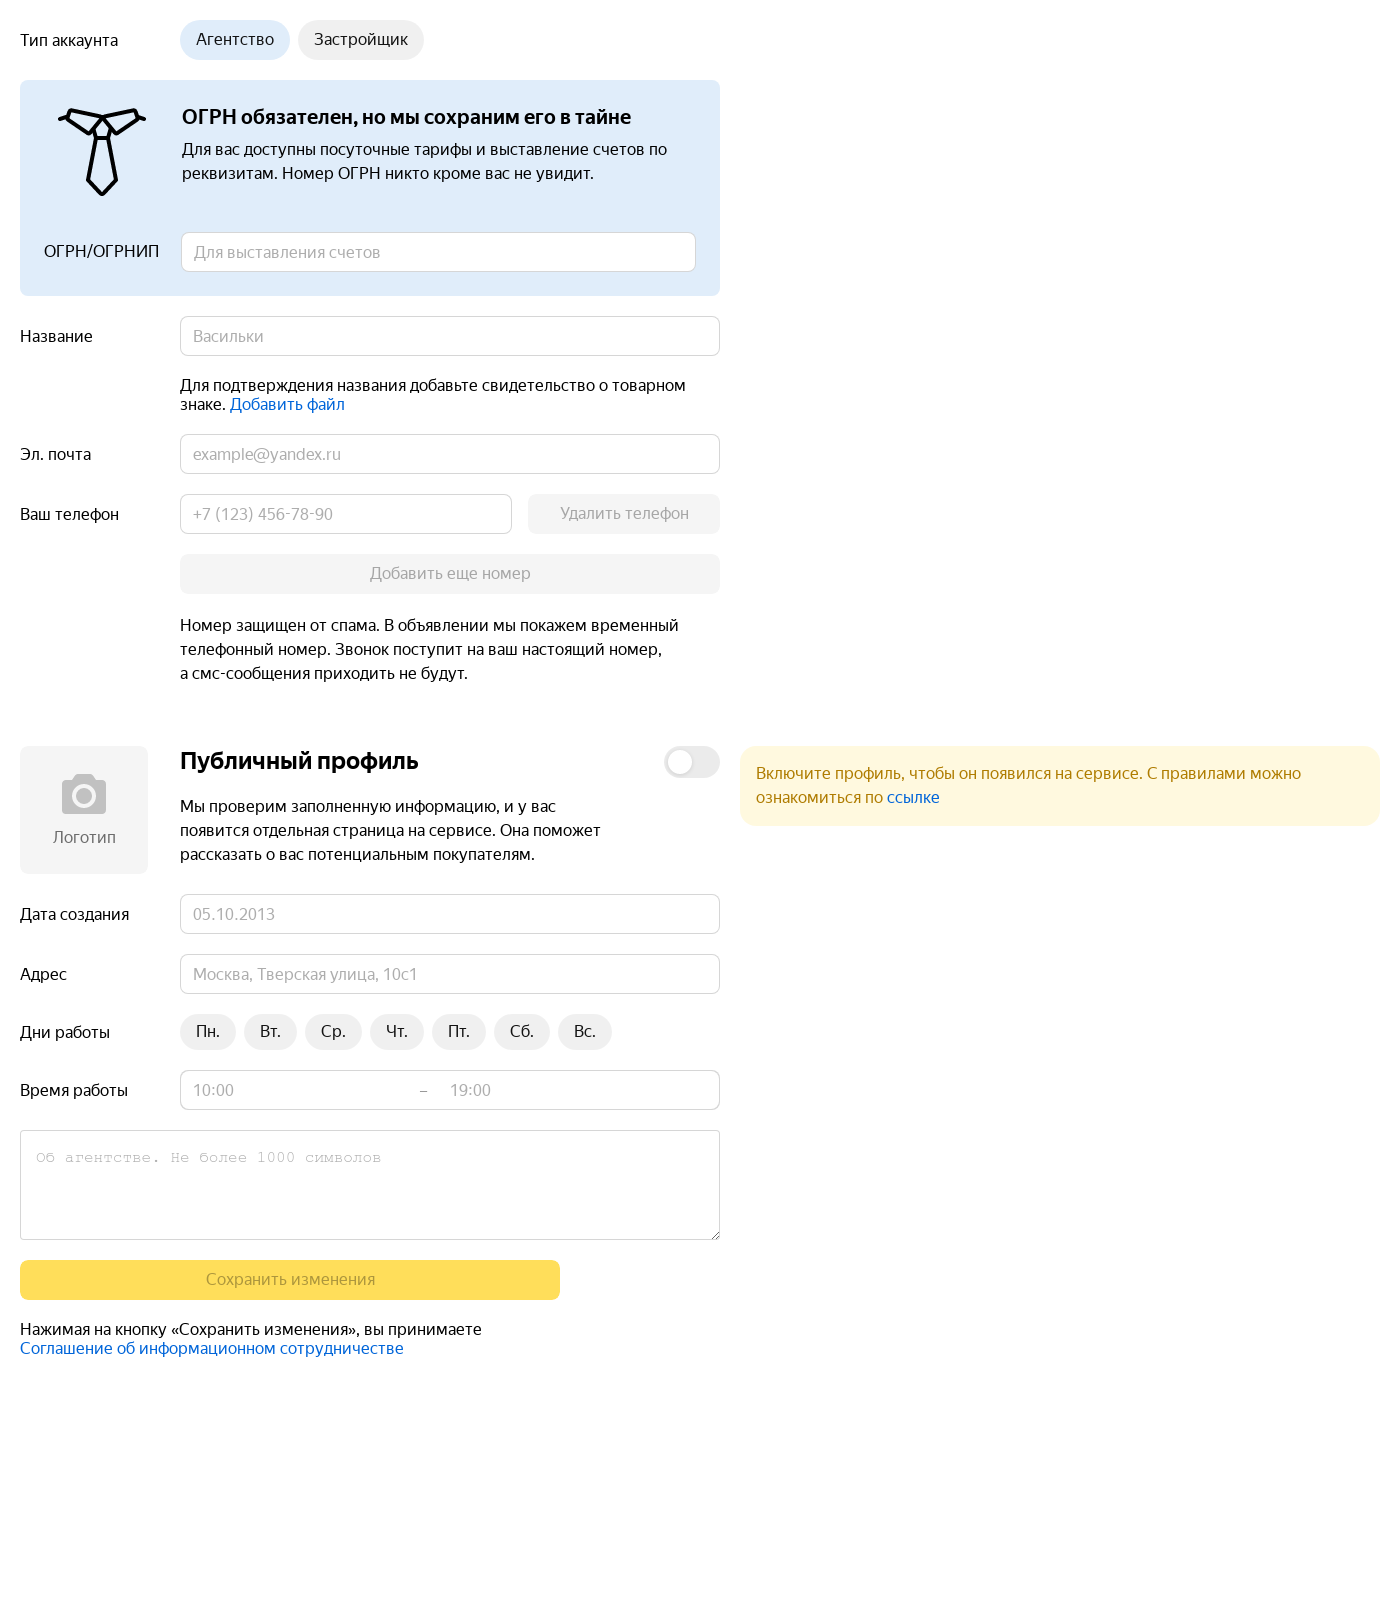 Тип аккаунта
Агентство
Застройщик
ОГРН обязателен, но мы сохраним его в тайне
Для вас доступны посуточные тарифы и выставление счетов по
реквизитам. Номер ОГРН никто кроме вас не увидит.
ОГРН/ОГРНИП
Для выставления счетов
Название
Васильки
Для подтверждения названия добавьте свидетельство о товарном
знаке. Добавить файл
Эл. почта
example@yandex.ru
Ваш телефон
+7 (123) 456-78-90
Удалить телефон
Добавить еще номер
Номер защищен от спама. В объявлении мы покажем временный
телефонный номер. Звонок поступит на ваш настоящий номер,
а смс-сообщения приходить не будут.
Логотип
Публичный профиль
Мы проверим заполненную информацию, и у вас
появится отдельная страница на сервисе. Она поможет
рассказать о вас потенциальным покупателям.
Включите профиль, чтобы он появился на сервисе. С правилами можно
ознакомиться по ссылке
Дата создания
05.10.2013
Адрес
Москва, Тверская улица, 10с1
Дни работы
Пн.
Вт.
Ср.
Чт.
Пт.
Сб.
Вс.
Время работы
10:00 – 19:00
Об агентстве. Не более 1000 символов
Сохранить изменения
Нажимая на кнопку «Сохранить изменения», вы принимаете
Соглашение об информационном сотрудничестве